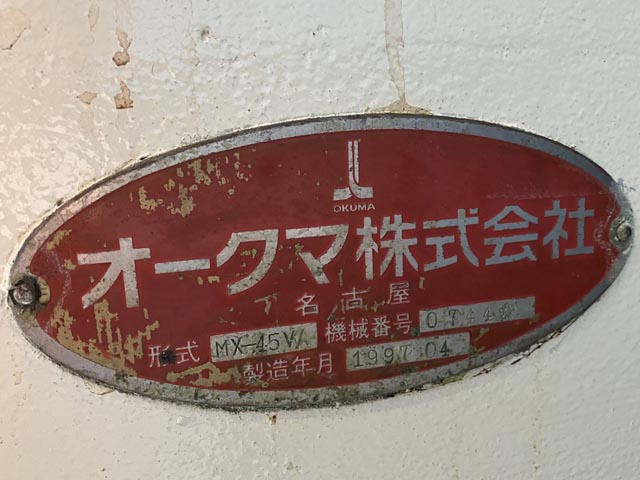 OKUMA
オークマ株式会社
名古屋
形式 MX-45VA 機械番号
製造年月 1997.04